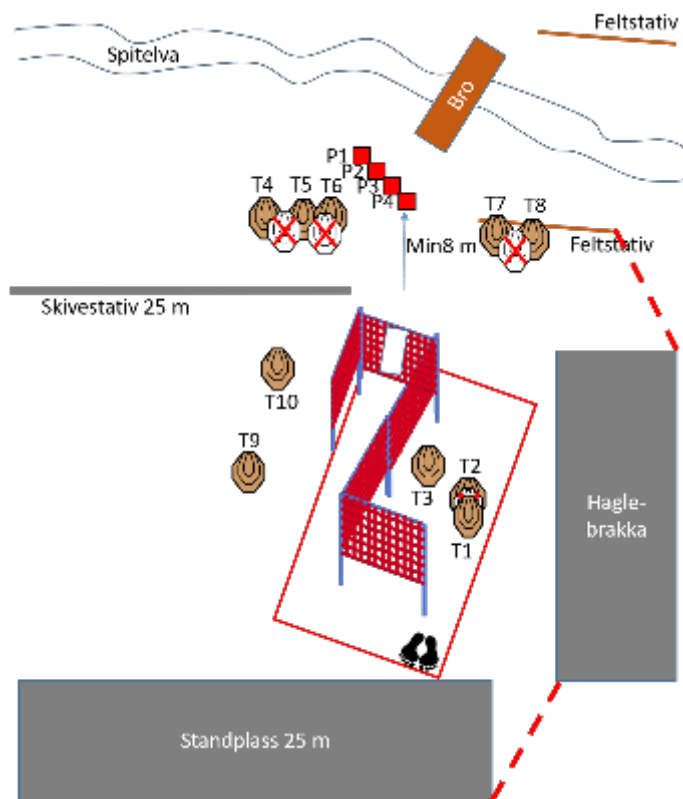 Feltstativ
Spitelva
Bro
P1
P2
P3
P4
T4 T5 T6
T7 T8
Min8 m
Feltstativ
Skivestativ 25 m
T10
T9
T2
T3
T1
Hagle-
brakka
Standplass 25 m